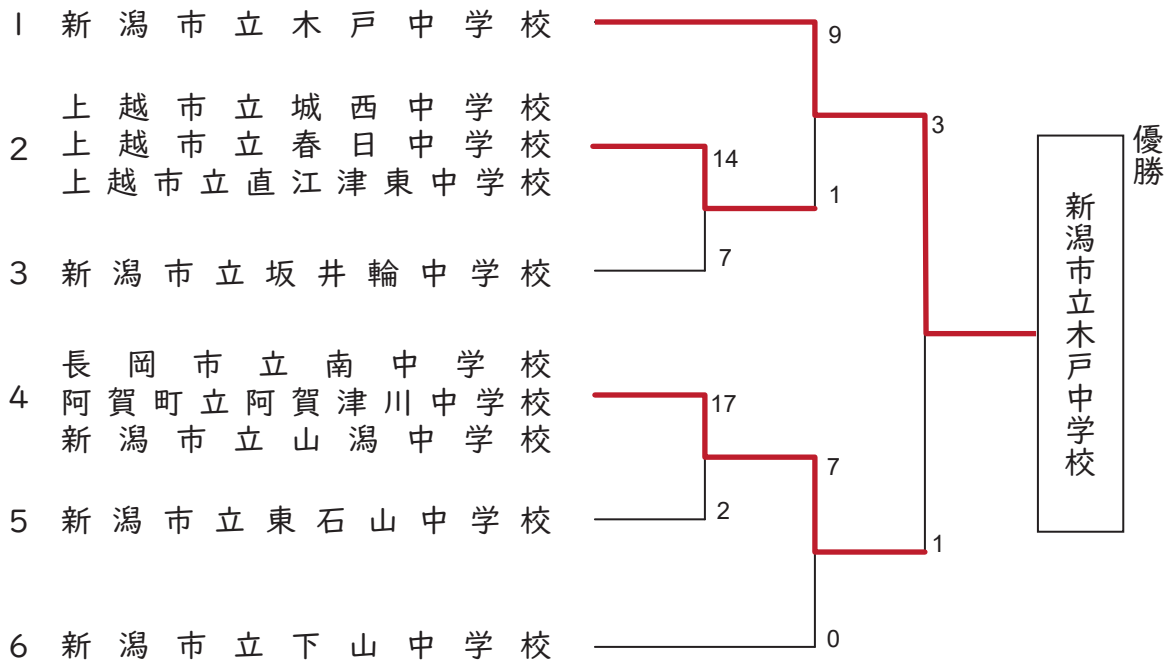 1 新潟市立木戸中学校
9
上越市立城西中学校
2 上越市立春日中学校
上越市立直江津東中学校
14
1
3
優勝
新潟市立木戸中学校
3 新潟市立坂井輪中学校
7
長岡市立南中学校
4 阿賀町立阿賀津川中学校
新潟市立山潟中学校
17
7
5 新潟市立東石山中学校
2
1
6 新潟市立下山中学校
0